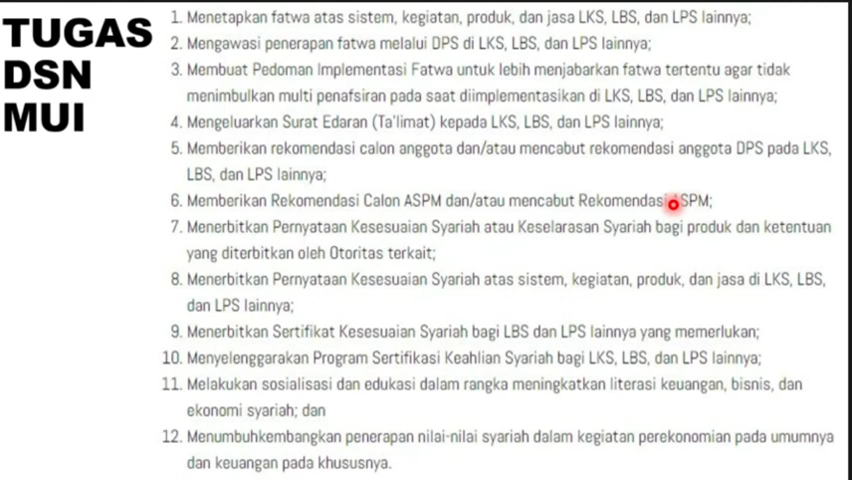 TUGAS
DSN
MUI
1. Menetapkan fatwa atas sistem, kegiatan, produk, dan jasa LKS, LBS, dan LPS lainnya;
2. Mengawasi penerapan fatwa melalui DPS di LKS, LBS, dan LPS lainnya;
3. Membuat Pedoman Implementasi Fatwa untuk lebih menjabarkan fatwa tertentu agar tidak
menimbulkan multi penafsiran pada saat diimplementasikan di LKS, LBS, dan LPS lainnya;
4. Mengeluarkan Surat Edaran (Ta'limat) kepada LKS, LBS, dan LPS lainnya;
5. Memberikan rekomendasi calon anggota dan/atau mencabut rekomendasi anggota DPS pada LKS,
LBS, dan LPS lainnya;
6. Memberikan Rekomendasi Calon ASPM dan/atau mencabut Rekomendasi ASPM;
7. Menerbitkan Pernyataan Kesesuaian Syariah atau Keselarasan Syariah bagi produk dan ketentuan
yang diterbitkan oleh Otoritas terkait;
8. Menerbitkan Pernyataan Kesesuaian Syariah atas sistem, kegiatan, produk, dan jasa di LKS, LBS,
dan LPS lainnya;
9. Menerbitkan Sertifikat Kesesuaian Syariah bagi LBS dan LPS lainnya yang memerlukan;
10. Menyelenggarakan Program Sertifikasi Keahlian Syariah bagi LKS, LBS, dan LPS lainnya;
11. Melakukan sosialisasi dan edukasi dalam rangka meningkatkan literasi keuangan, bisnis, dan
ekonomi syariah; dan
12. Menumbuhkembangkan penerapan nilai-nilai syariah dalam kegiatan perekonomian pada umumnya
dan keuangan pada khususnya.